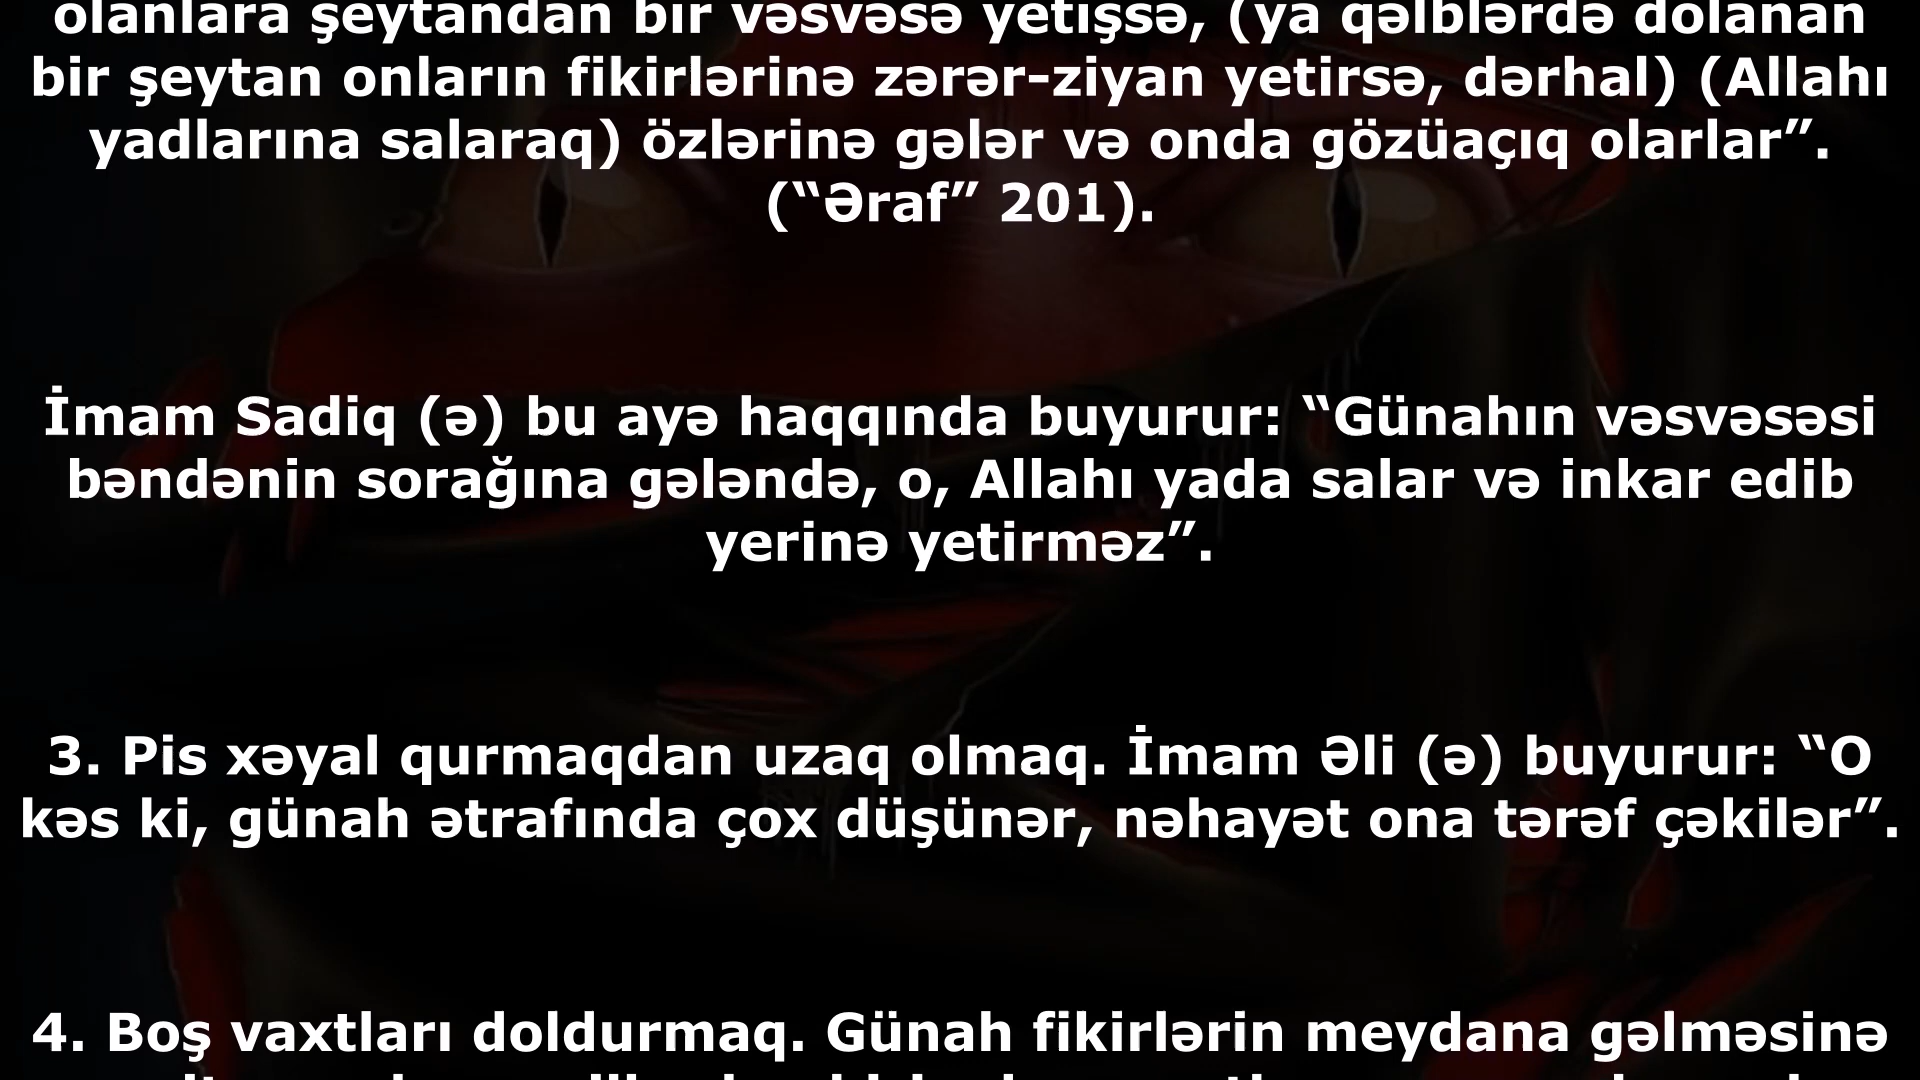 olanlara şeytandan bir vəsvəsə yetişsə, (ya qəlblərdə dolanan
bir şeytan onların fikirlərinə zərər-ziyan yetirsə, dərhal) (Allahı
yadlarına salaraq) özlərinə gələr və onda gözüaçıq olarlar”.
(“Əraf” 201).
İmam Sadiq (ə) bu ayə haqqında buyurur: “Günahın vəsvəsəsi
bəndənin sorağına gələndə, o, Allahı yada salar və inkar edib
yerinə yetirməz”.
3. Pis xəyal qurmaqdan uzaq olmaq. İmam Əli (ə) buyurur: “O
kəs ki, günah ətrafında çox düşünər, nəhayət ona tərəf çəkilər”.
4. Boş vaxtları doldurmaq. Günah fikirlərin meydana gəlməsinə